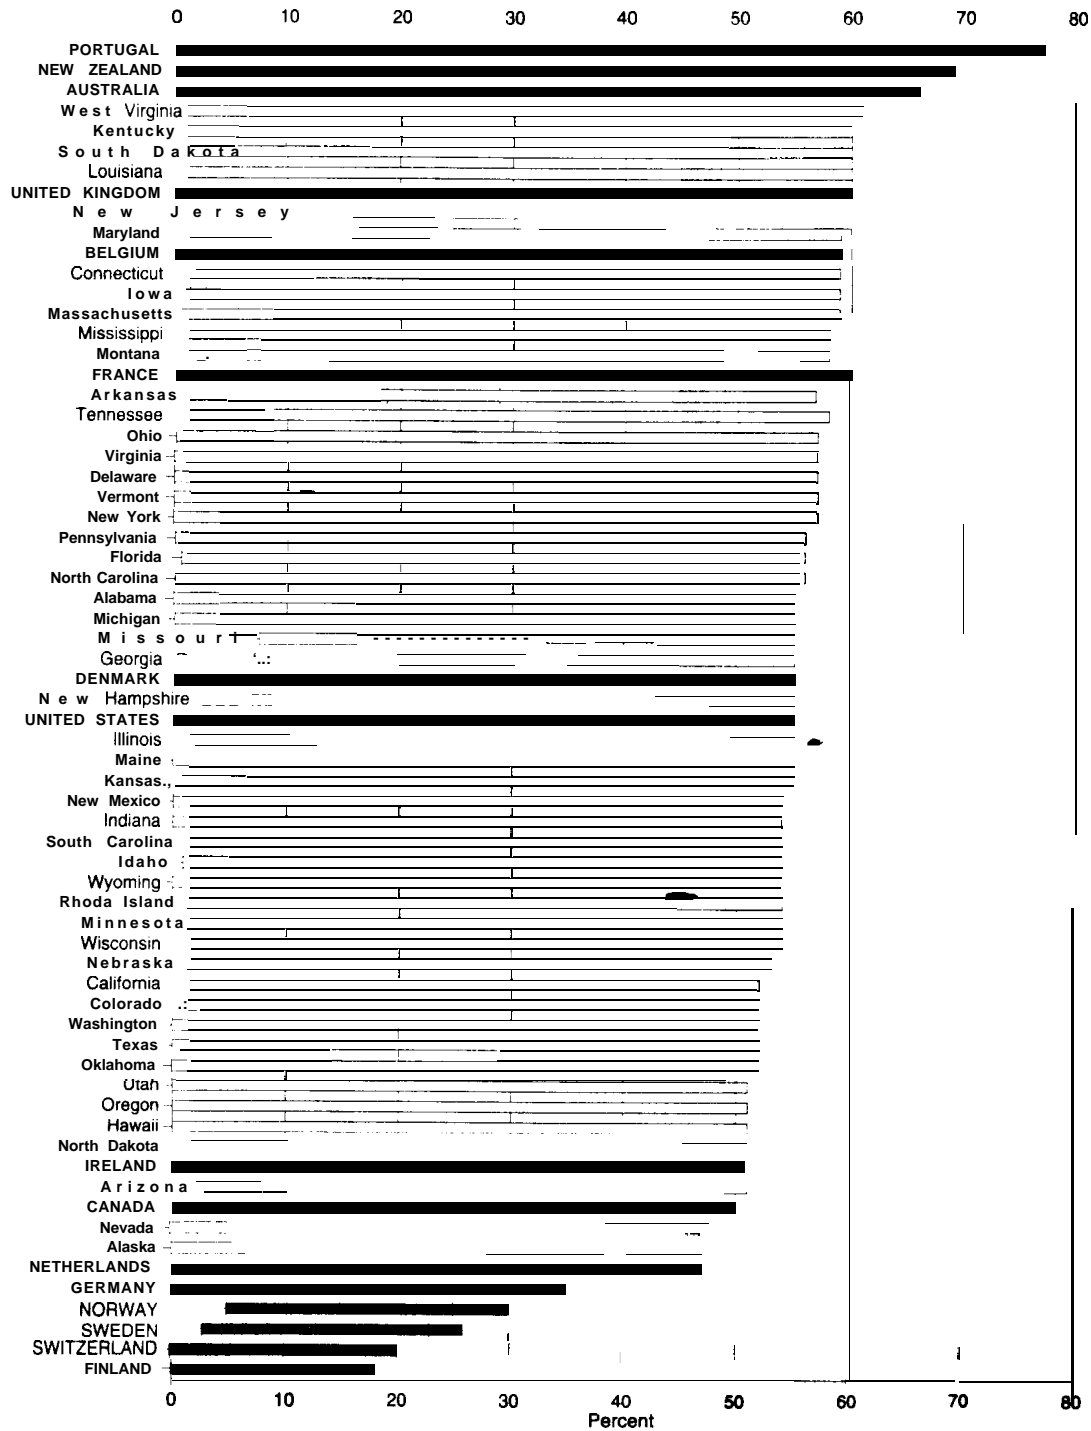 0 10 20 30 40 50 60 70 80
PORTUGAL
NEW ZEALAND
AUSTRALIA
West Virginia
Kentucky
South Dakota
Louisiana
UNITED KINGDOM
New Jersey
Maryland
BELGIUM
Connecticut
Iowa
Massachusetts
Mississippi
Montana
FRANCE
Arkansas
Tennessee
Ohio
Virginia
Delaware
Vermont
New York
Pennsylvania
Florida
North Carolina
Alabama
Michigan
Missouri
Georgia
DENMARK
New Hampshire
UNITED STATES
Illinois
Maine
Kansas.,
New Mexico
Indiana
South Carolina
Idaho
Wyoming
Rhoda Island
Minnesota
Wisconsin
Nebraska
California
Colorado
Washington
Texas
Oklahoma
Utah
Oregon
Hawaii
North Dakota
IRELAND
Arizona
CANADA
Nevada
Alaska
NETHERLANDS
GERMANY
NORWAY
SWEDEN
SWITZERLAND
FINLAND
0 10 20 30 40 50 60 70 80
Percent